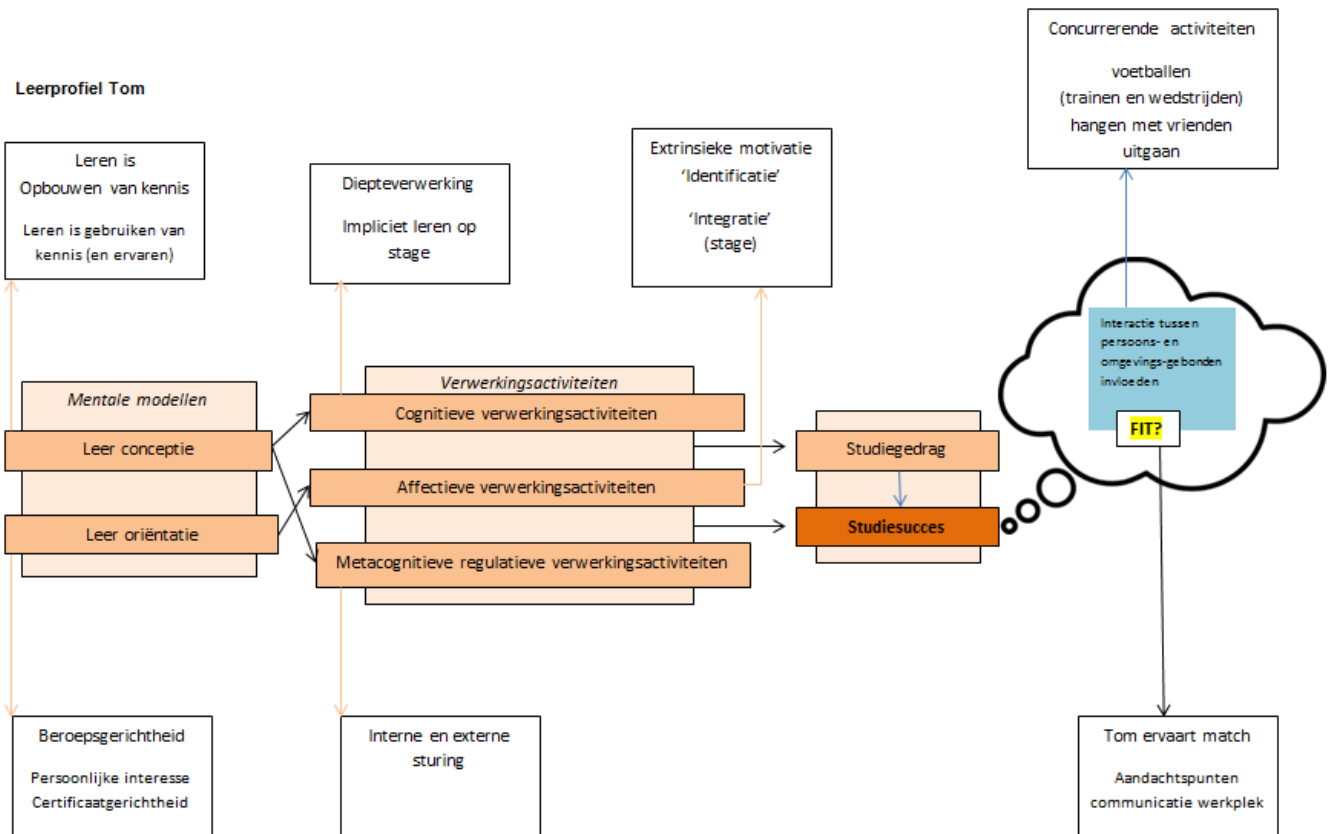 Leerprofiel Tom
Leren is
Opbouwen van kennis
Leren is gebruiken van
kennis (en ervaren)
Diepteverwerking
Impliciet leren op
stage
Extrinsieke motivatie
‘Identificatie’
‘Integratie’
(stage)
Concurrerende activiteiten
voetballen
(trainen en wedstrijden)
hangen met vrienden
uitgaan
Interactie tussen
persoons- en
omgevings-gebonden
invloeden
FIT?
Mentale modellen
Leer conceptie
Leer oriëntatie
Verwerkingsactiviteiten
Cognitieve verwerkingsactiviteiten
Affectieve verwerkingsactiviteiten
Metacognitieve regulatieve verwerkingsactiviteiten
Studiegedrag
Studiesucces
Beroepsgerichtheid
Persoonlijke interesse
Certificaatgerichtheid
Interne en externe
sturing
Tom ervaart match
Aandachtspunten
communicatie werkplek